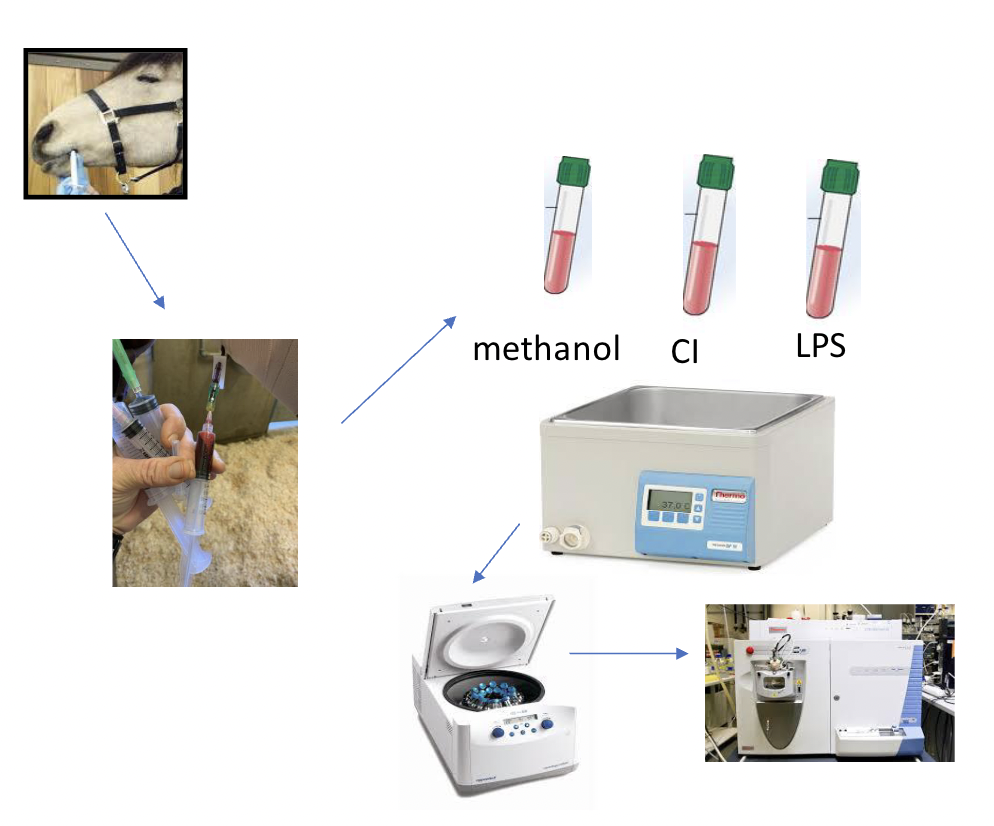 methanol
CI
LPS
Thermo
37.0 C